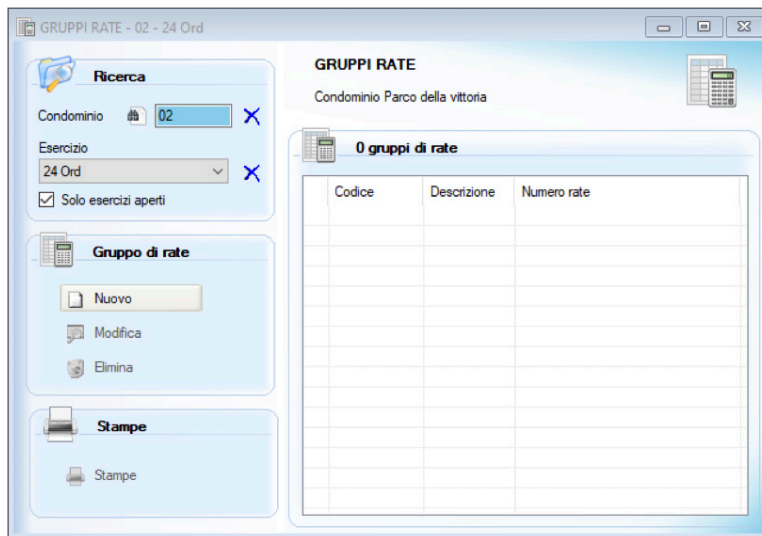 GRUPPI RATE - 02 - 24 Ord
Ricerca
Condominio 02
Esercizio
24 Ord
Solo esercizi aperti
Gruppo di rate
Nuovo
Modifica
Elimina
Stampe
Stampe
GRUPPI RATE
Condominio Parco della vittoria
0 gruppi di rate
Codice Descrizione Numero rate